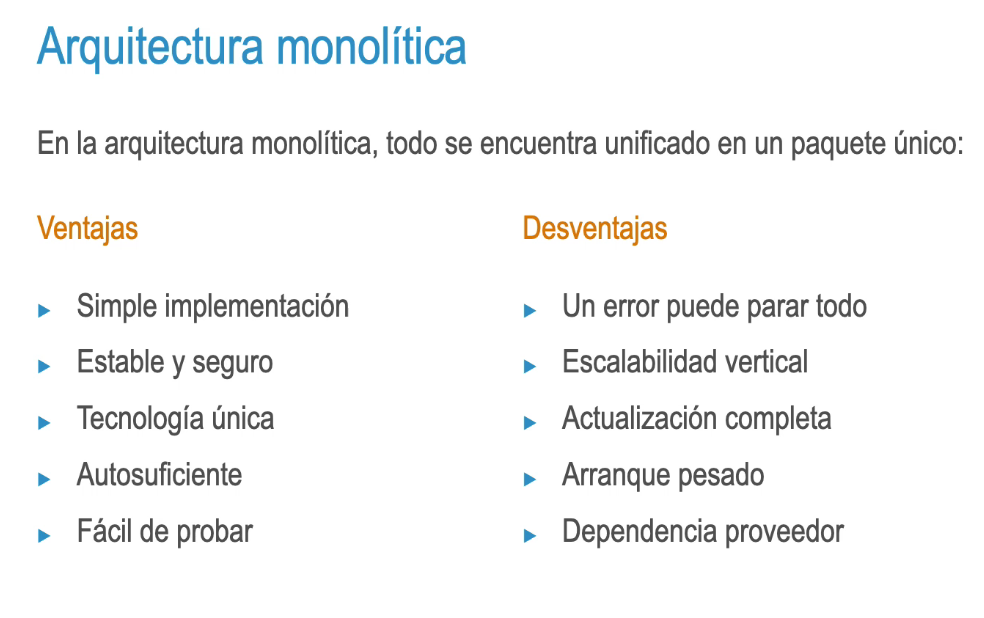 Arquitectura monolítica
En la arquitectura monolítica, todo se encuentra unificado en un paquete único:
Ventajas
Simple implementación
Estable y seguro
Tecnología única
Autosuficiente
Fácil de probar
Desventajas
Un error puede parar todo
Escalabilidad vertical
Actualización completa
Arranque pesado
Dependencia proveedor